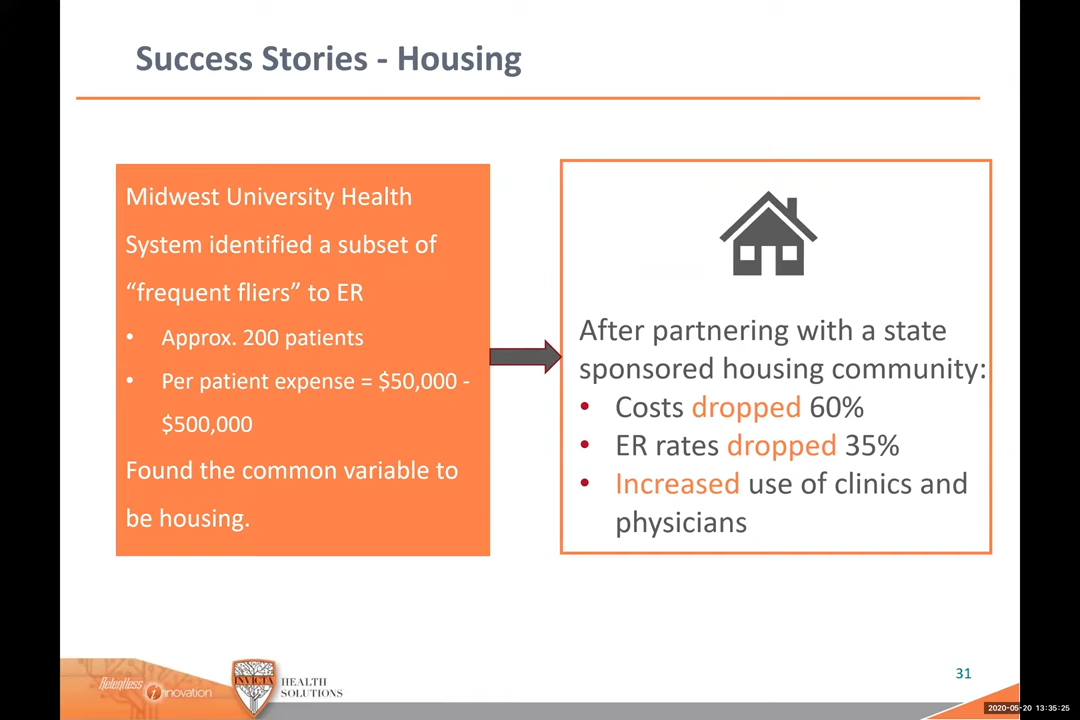 Success Stories - Housing
Midwest University Health
System identified a subset of
“frequent fliers” to ER
• Approx. 200 patients
• Per patient expense = $50,000 -
$500,000
Found the common variable to
be housing.
After partnering with a state
sponsored housing community:
• Costs dropped 60%
• ER rates dropped 35%
• Increased use of clinics and
physicians
Relentless innovation
INVICTA
HEALTH
SOLUTIONS
31
2020-05-20 13:35:25